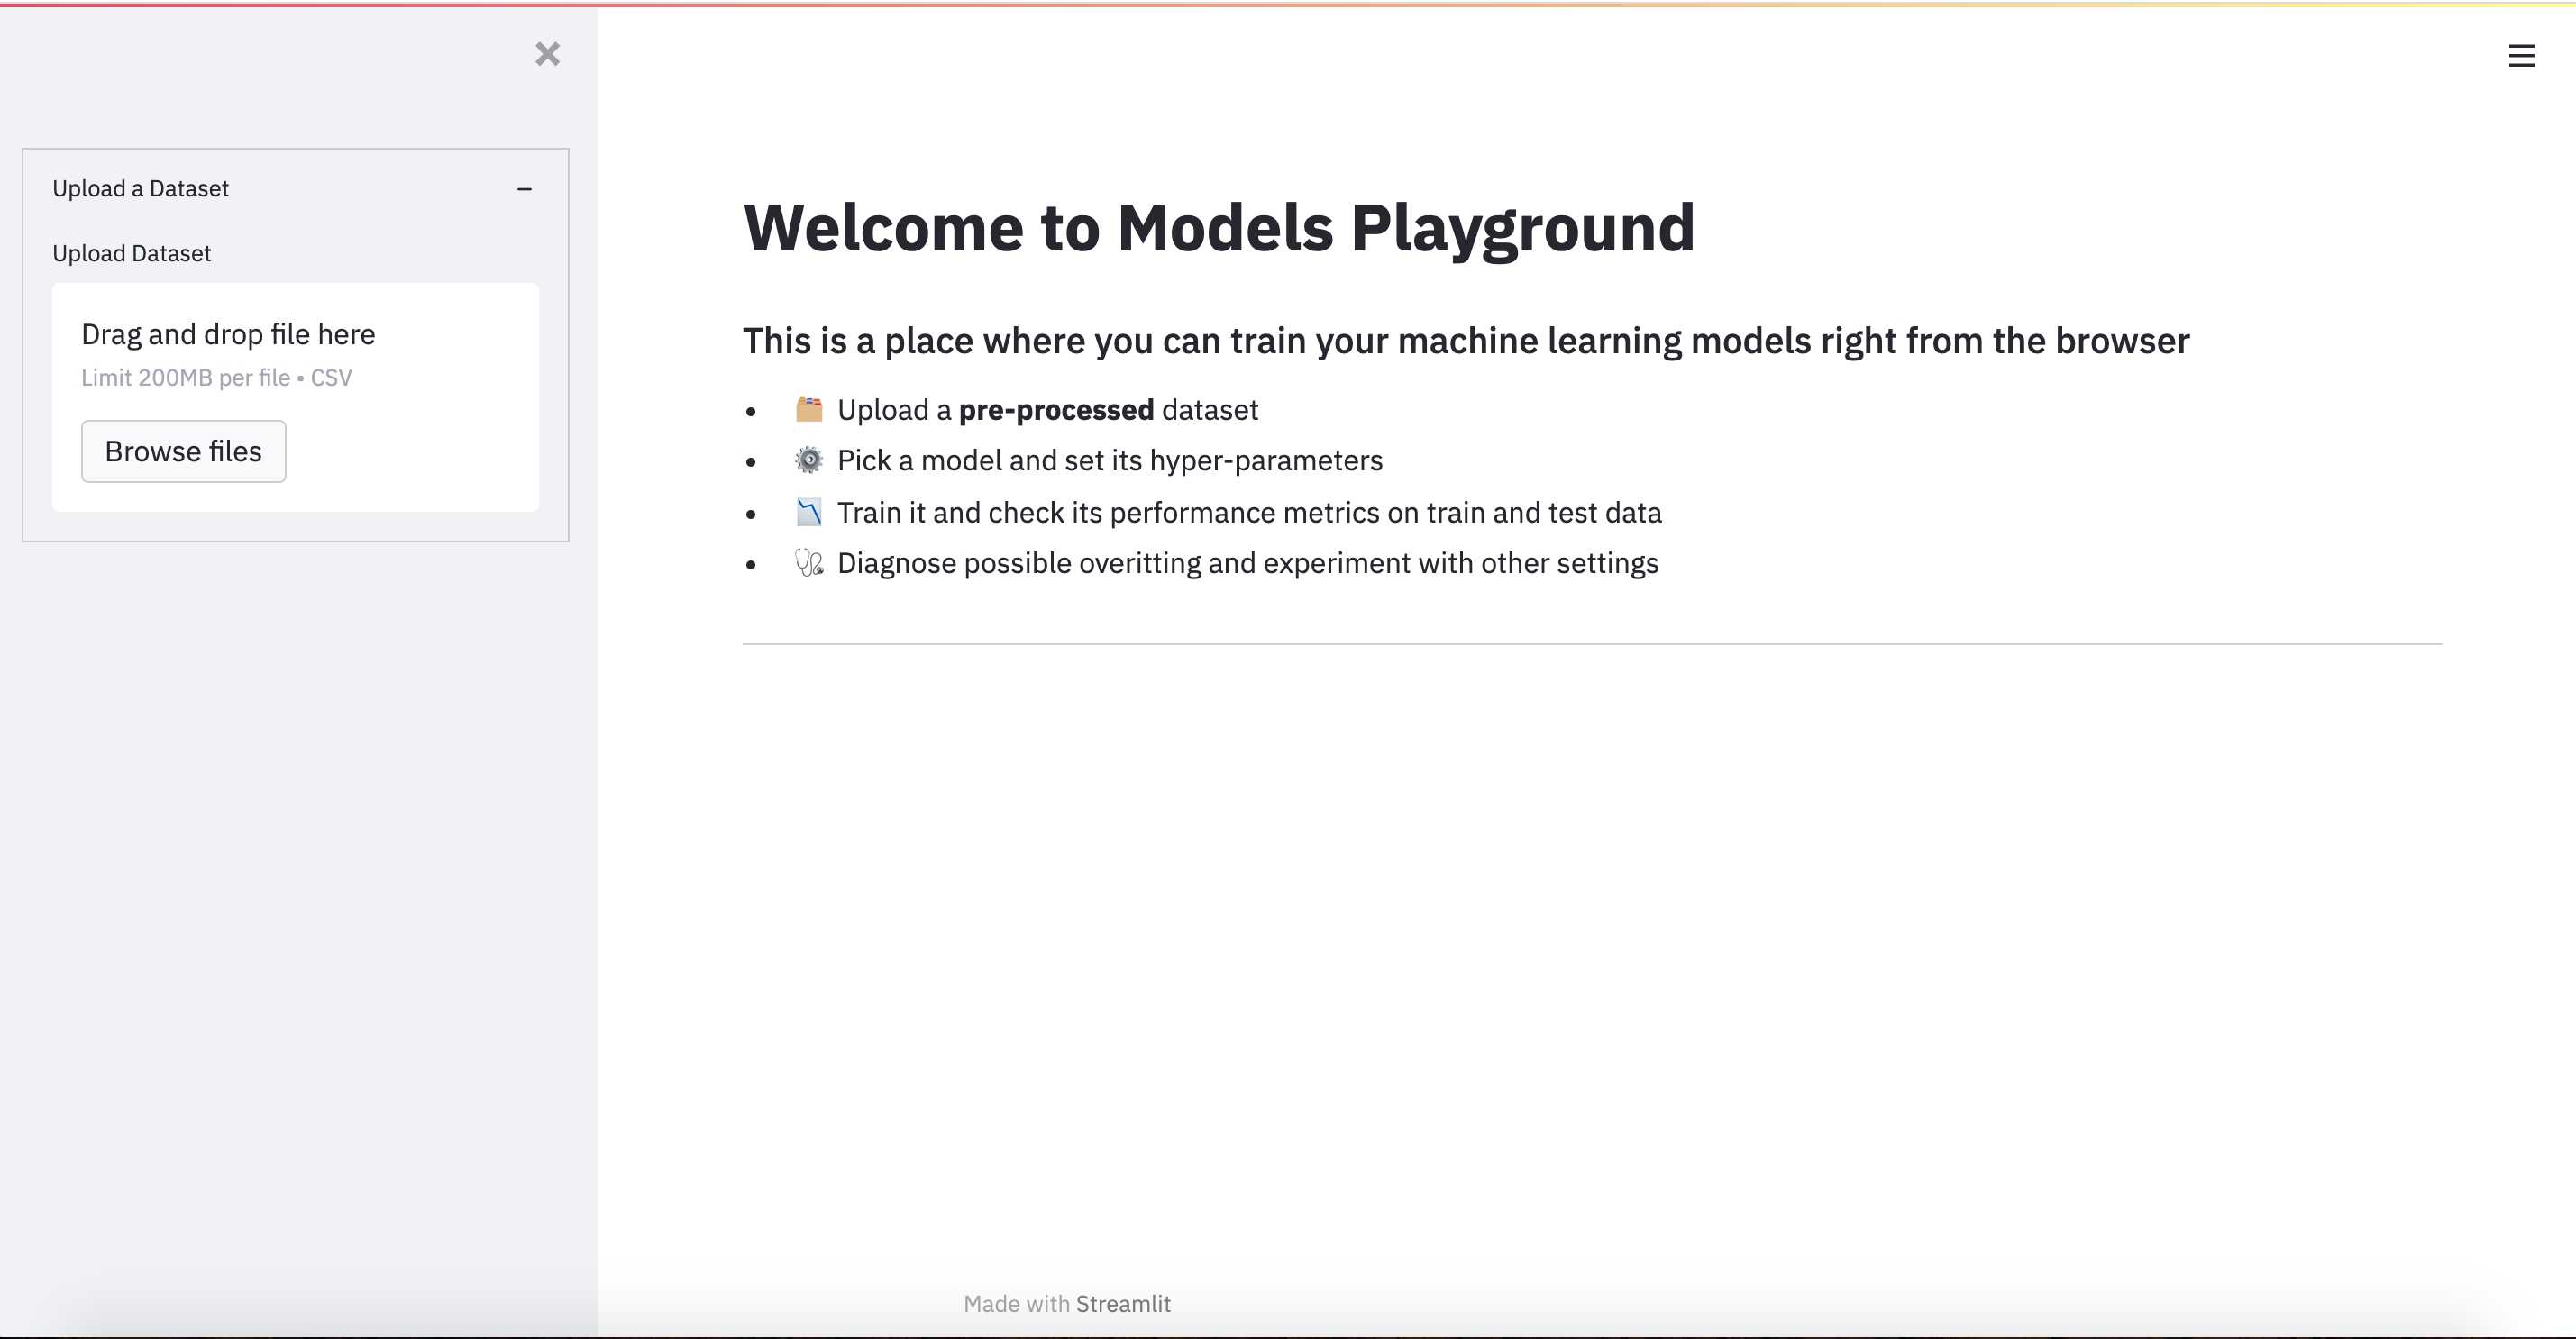 Upload a Dataset
Upload Dataset
Drag and drop file here
Limit 200MB per file • CSV
Browse files
Welcome to Models Playground
This is a place where you can train your machine learning models right from the browser
• 🗂 Upload a pre-processed dataset
• ⚙️ Pick a model and set its hyper-parameters
• 📉 Train it and check its performance metrics on train and test data
• 🩺 Diagnose possible overitting and experiment with other settings
Made with Streamlit